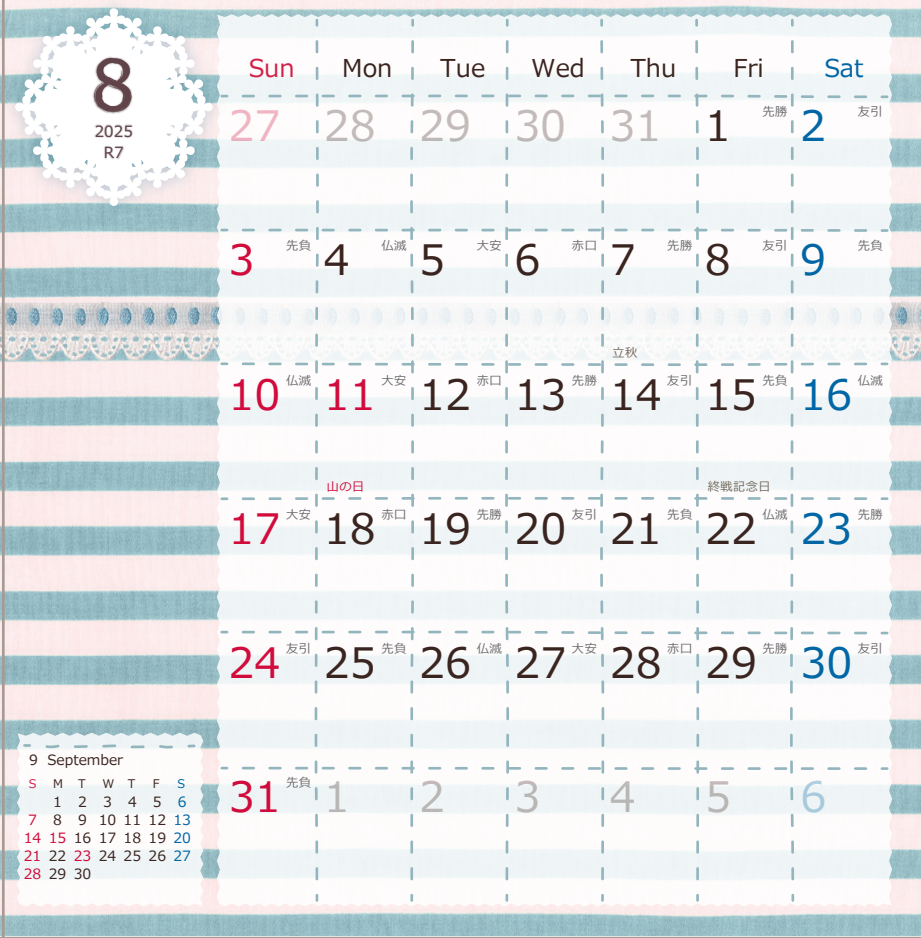 8
2025
R7
Sun Mon Tue Wed Thu Fri Sat
27 28 29 30 31 1 先勝 2 友引
3 先負 4 仏滅 5 大安 6 赤口 7 先勝 8 友引 9 先負
立秋
10 仏滅 11 大安 12 赤口 13 先勝 14 友引 15 先負 16 仏滅
山の日 終戦記念日
17 大安 18 赤口 19 先勝 20 友引 21 先負 22 仏滅 23 先勝
24 友引 25 先負 26 仏滅 27 大安 28 赤口 29 先勝 30 友引
31 先負 1 2 3 4 5 6
9 September
S M T W T F S
1 2 3 4 5 6
7 8 9 10 11 12 13
14 15 16 17 18 19 20
21 22 23 24 25 26 27
28 29 30